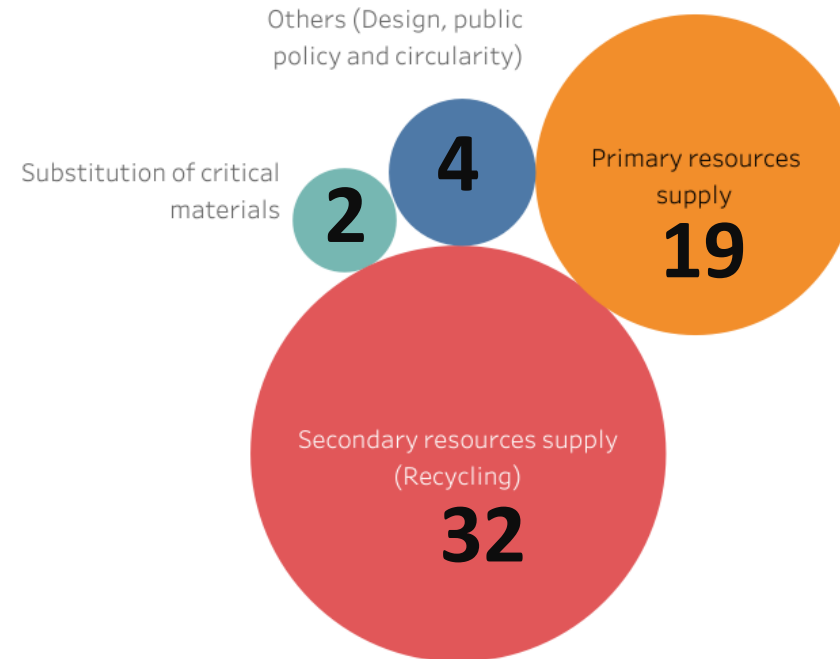 Others (Design, public
policy and circularity)
4
Substitution of critical
materials
2
Primary resources
supply
19
Secondary resources supply
(Recycling)
32